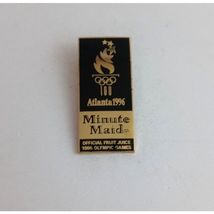 100
Atlanta 1996
Minute
Maid
OFFICIAL FRUIT JUICE
1996 OLYMPIC GAMES